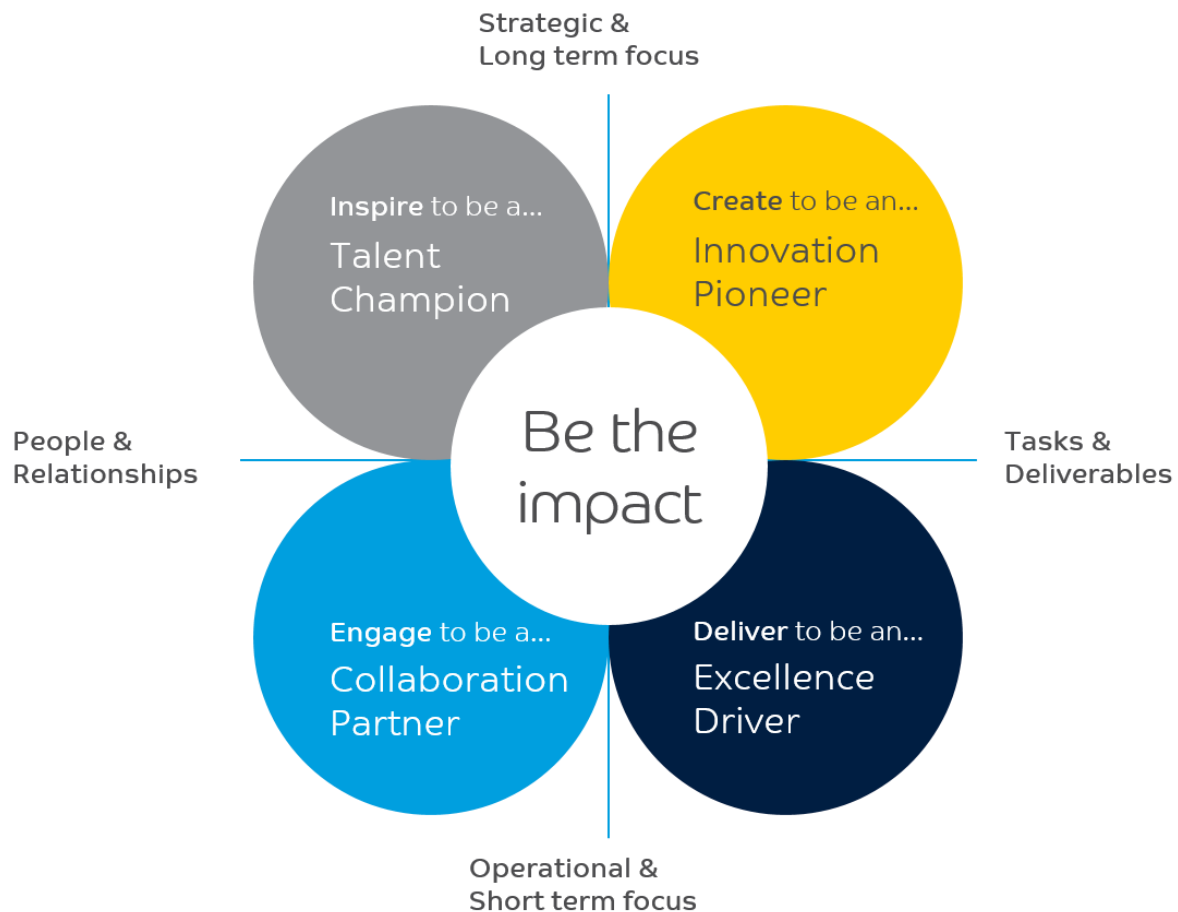 Strategic &
Long term focus
Inspire to be a...
Talent
Champion
Create to be an...
Innovation
Pioneer
People &
Relationships
Be the
impact
Tasks &
Deliverables
Engage to be a...
Collaboration
Partner
Deliver to be an...
Excellence
Driver
Operational &
Short term focus